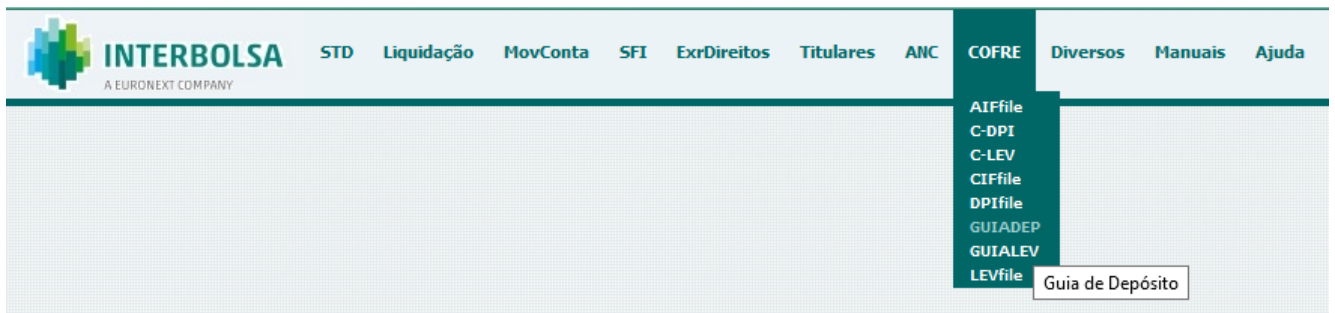 INTERBOLSA
A EURONEXT COMPANY
STD Liquidação MovConta SFI ExrDireitos Titulares ANC COFRE Diversos Manuais Ajuda
AIFfile
C-DPI
C-LEV
CIFfile
DPIfile
GUIADEP
GUIALEV
LEVfile
Guia de Depósito